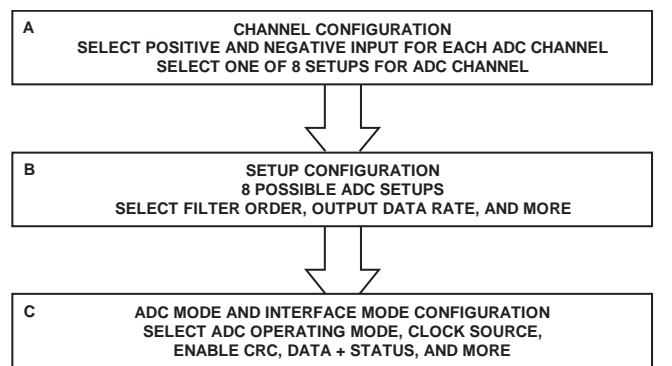 A
CHANNEL CONFIGURATION
SELECT POSITIVE AND NEGATIVE INPUT FOR EACH ADC CHANNEL
SELECT ONE OF 8 SETUPS FOR ADC CHANNEL
B
SETUP CONFIGURATION
8 POSSIBLE ADC SETUPS
SELECT FILTER ORDER, OUTPUT DATA RATE, AND MORE
C
ADC MODE AND INTERFACE MODE CONFIGURATION
SELECT ADC OPERATING MODE, CLOCK SOURCE,
ENABLE CRC, DATA + STATUS, AND MORE